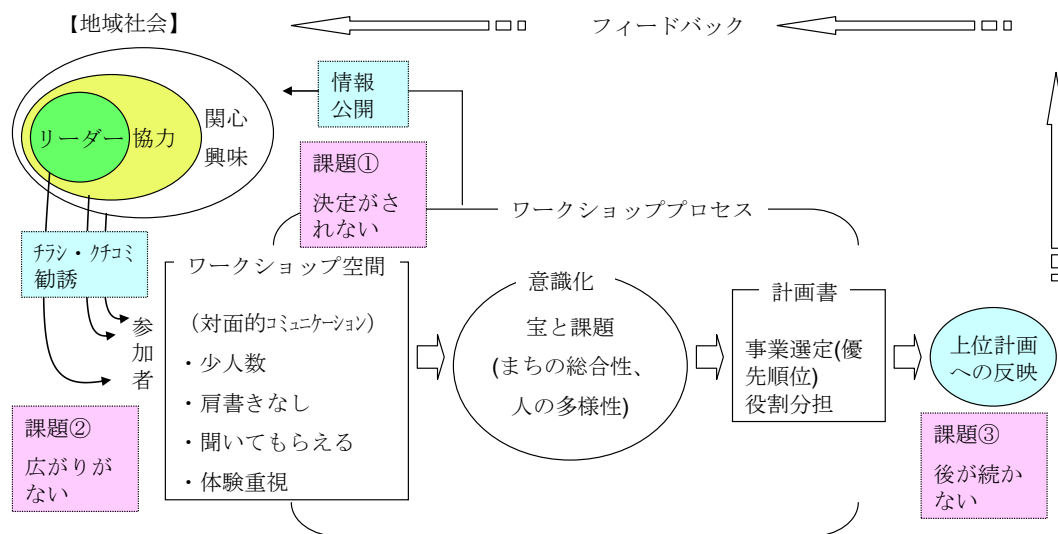 【地域社会】
フィードバック
情報
公開
リーダー
協力
関心
興味
課題①
決定がさ
れない
ワークショッププロセス
チラシ・クチコミ
勧誘
参
加
者
ワークショップ空間
(対面的コミュニケーション)
・少人数
・肩書きなし
・聞いてもらえる
・体験重視
意識化
宝と課題
(まちの総合性、
人の多様性)
計画書
事業選定(優
先順位)
役割分担
上位計画
への反映
課題②
広がりが
ない
課題③
後が続か
ない